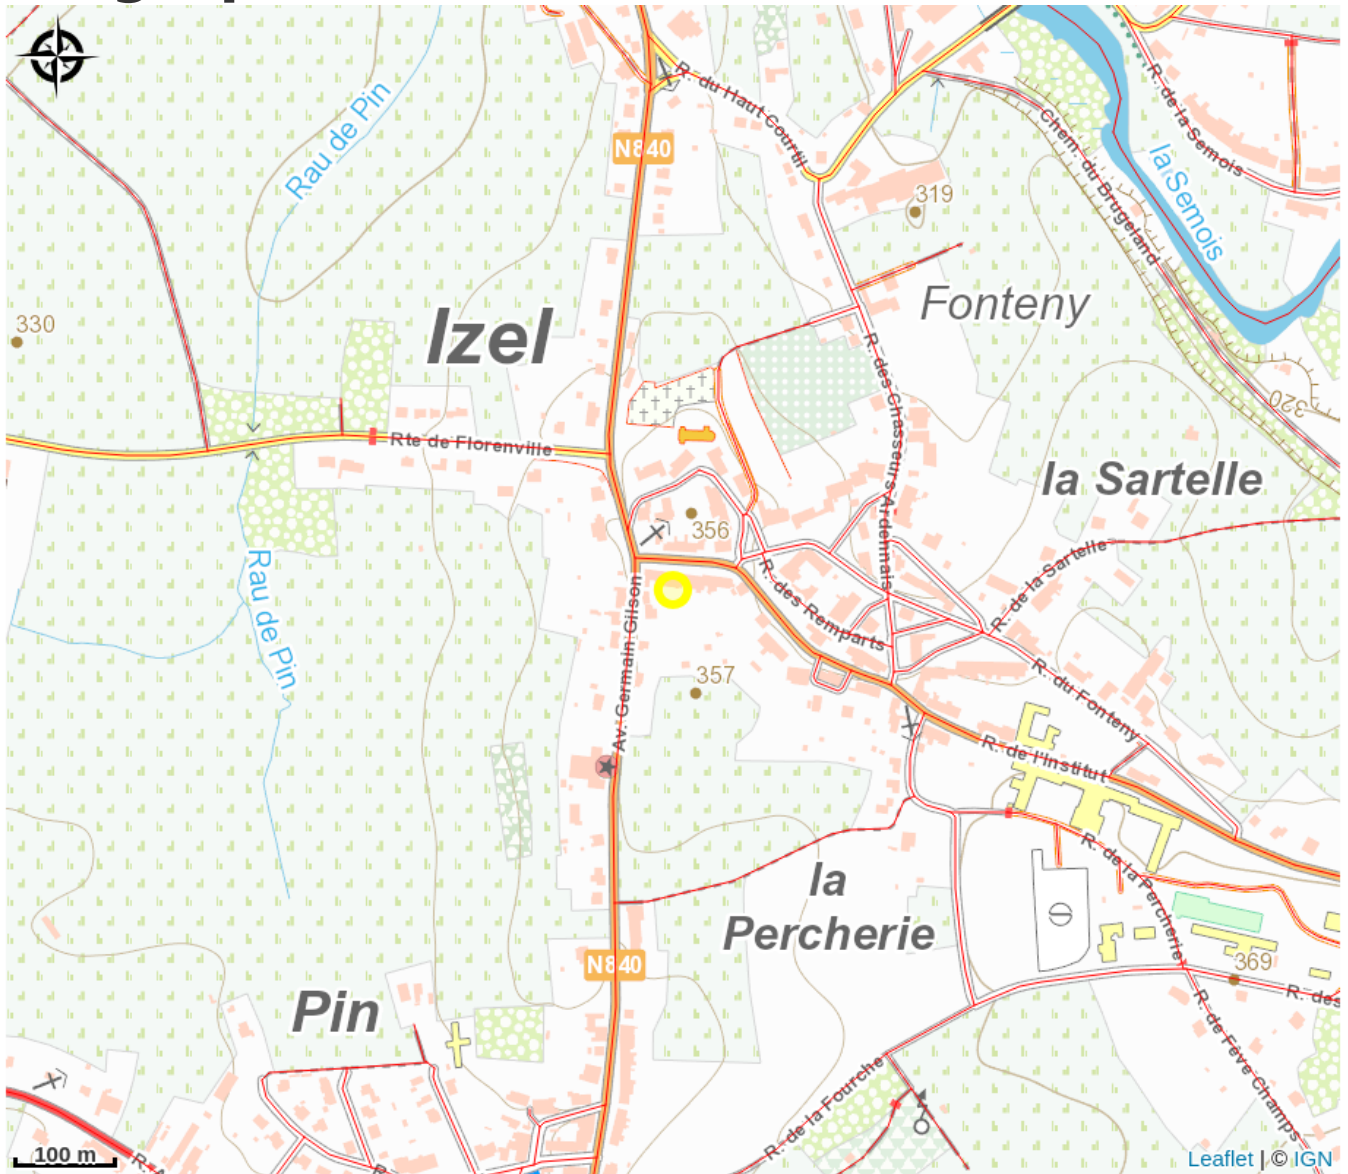 Rau de Pin
R. du Haut Courtil
N840
319
Chem. du Brugeland
R. de la Semois
la Semois
330
Izel
Fonteny
R. des Chasseurs Ardennais
320
Rte de Florenville
la Sartelle
356
R. de la Sartelle
Rau de Pin
Av. Germain Gilson
R. des Remparts
357
R. du Fonteny
R. de l'Institut
la
Percherie
R. de la Percherie
N840
369
R. des
Pin
R. de Fève Champs
R. de la Fourche
100 m
Leaflet | © IGN